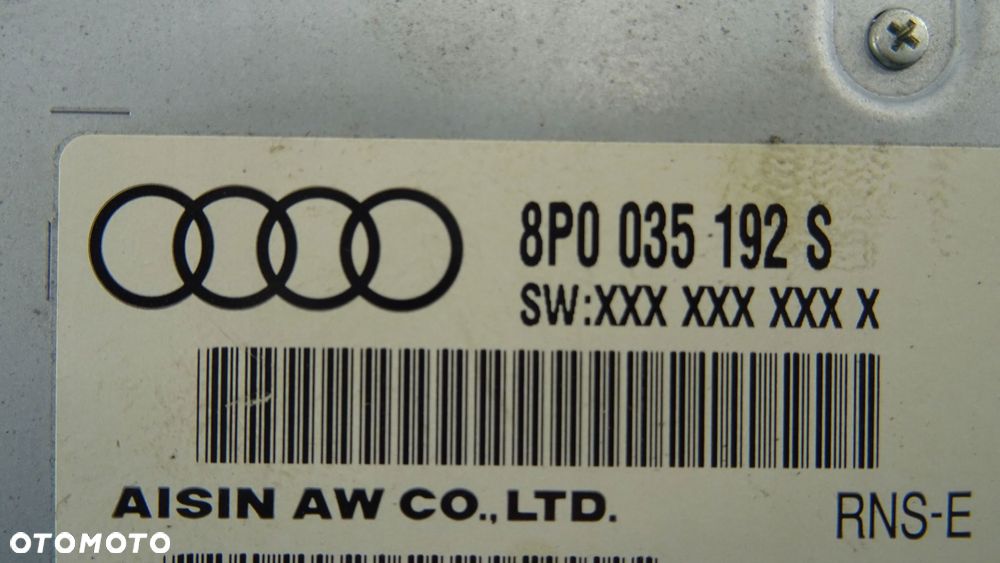 8P0 035 192 S
SW:XXX XXX XXX X
AISIN AW CO.,LTD.
RNS-E
OTOMOTO